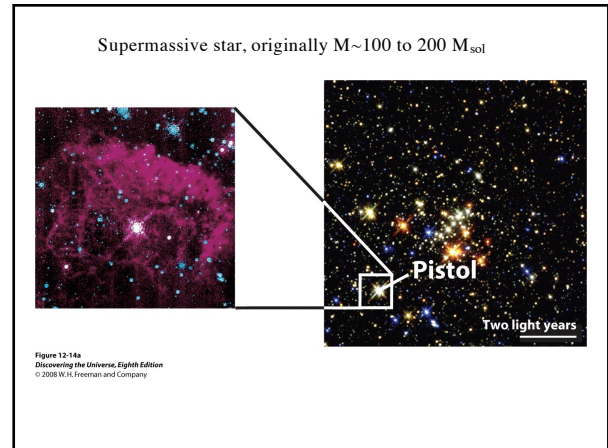 Supermassive star, originally M~100 to 200 Msol
Pistol
Two light years
Figure 12-14a
Discovering the Universe, Eighth Edition
© 2008 W. H. Freeman and Company